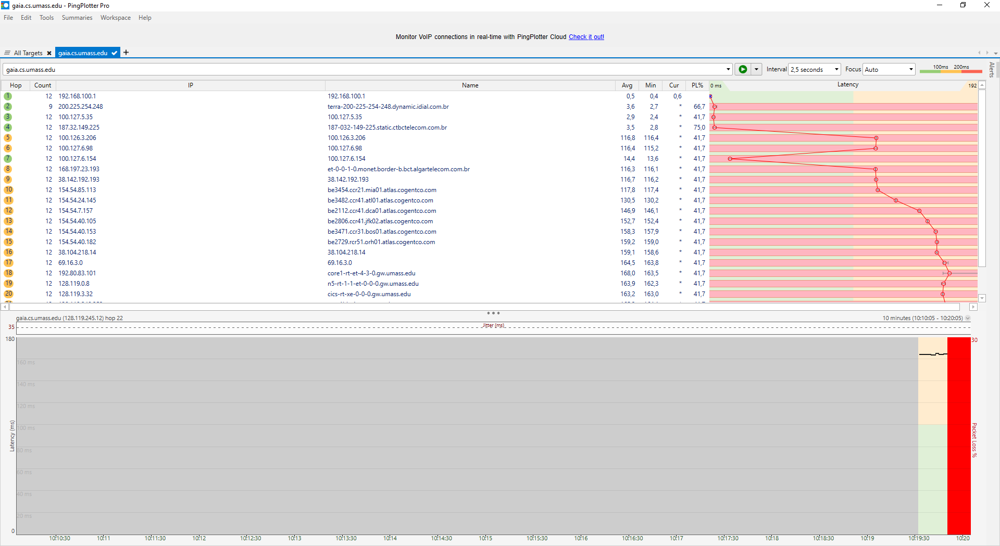 gaia.cs.umass.edu - PingPlotter Pro
File Edit Tools Summaries Workspace Help
Monitor VoIP connections in real-time with PingPlotter Cloud Check it out!
All Targets gaia.cs.umass.edu
gaia.cs.umass.edu Interval 2,5 seconds Focus Auto 100ms 200ms
Alerts
Hop Count IP Name Avg Min Cur PL% 0 ms Latency 192
1 12 192.168.100.1 192.168.100.1 0,5 0,4 0,6
2 9 200.225.254.248 terra-200-225-254-248.dynamic.idial.com.br 3,6 2,7 * 66,7
3 12 100.127.5.35 100.127.5.35 2,9 2,4 * 41,7
4 12 187.32.149.225 187-032-149-225.static.ctbctelecom.com.br 3,5 2,8 * 75,0
5 12 100.126.3.206 100.126.3.206 116,8 116,4 * 41,7
6 12 100.127.6.98 100.127.6.98 116,4 115,2 * 41,7
7 12 100.127.6.154 100.127.6.154 14,4 13,6 * 41,7
8 12 168.197.23.193 et-0-0-1-0.monet.border-b.bct.algartelecom.com.br 116,3 116,1 * 41,7
9 12 38.142.192.193 38.142.192.193 116,7 116,2 * 41,7
10 12 154.54.85.113 be3454.ccr21.mia01.atlas.cogentco.com 117,8 117,4 * 41,7
11 12 154.54.24.145 be3482.ccr41.atl01.atlas.cogentco.com 130,5 130,2 * 41,7
12 12 154.54.7.157 be2112.ccr41.dca01.atlas.cogentco.com 146,9 146,1 * 41,7
13 12 154.54.40.105 be2806.ccr41.jfk02.atlas.cogentco.com 152,7 152,4 * 41,7
14 12 154.54.40.153 be3471.ccr31.bos01.atlas.cogentco.com 158,3 157,9 * 41,7
15 12 154.54.40.182 be2729.rcr51.orh01.atlas.cogentco.com 159,2 159,0 * 41,7
16 12 38.104.218.14 38.104.218.14 159,1 158,6 * 41,7
17 12 69.16.3.0 69.16.3.0 164,5 163,8 * 41,7
18 12 192.80.83.101 core1-rt-et-4-3-0.gw.umass.edu 168,0 163,5 * 41,7
19 12 128.119.0.8 n5-rt-1-1-et-0-0-0.gw.umass.edu 163,9 162,3 * 41,7
20 12 128.119.3.32 cics-rt-xe-0-0-0.gw.umass.edu 163,2 163,0 * 41,7
gaia.cs.umass.edu (128.119.245.12) hop 22 10 minutes (10:10:05 - 10:20:05)
35 Jitter (ms)
180 30
160 ms
140 ms
120 ms
100 ms
80 ms
60 ms
40 ms
20 ms
0
Latency (ms)
Packet Loss %
10:10:30 10:11 10:11:30 10:12 10:12:30 10:13 10:13:30 10:14 10:14:30 10:15 10:15:30 10:16 10:16:30 10:17 10:17:30 10:18 10:18:30 10:19 10:19:30 10:20